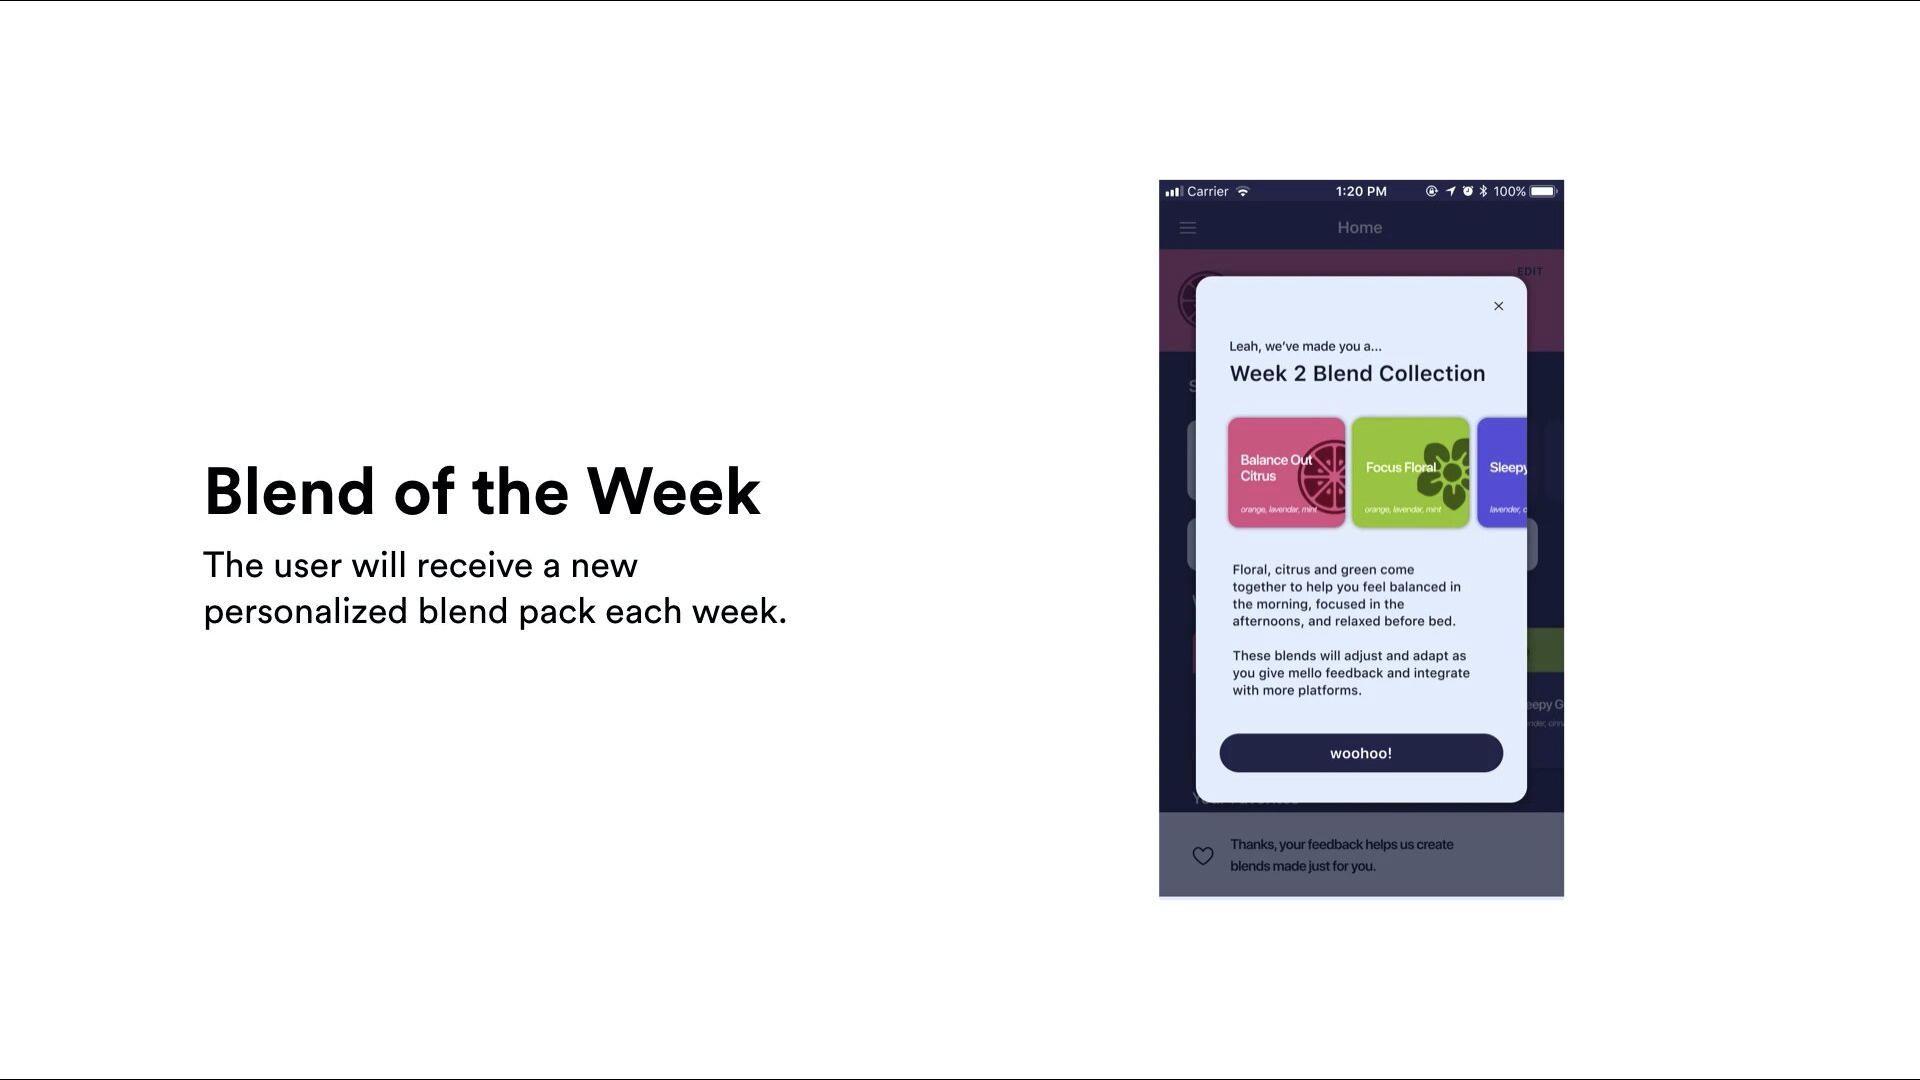 Blend of the Week
The user will receive a new
personalized blend pack each week.
Carrier
1:20 PM
100%
Home
EDIT
Leah, we've made you a...
Week 2 Blend Collection
Balance Out
Citrus
orange, lavendar, mint
Focus Floral
orange, lavendar, mint
Sleepy
lavender, c
Floral, citrus and green come
together to help you feel balanced in
the morning, focused in the
afternoons, and relaxed before bed.
These blends will adjust and adapt as
you give mello feedback and integrate
with more platforms.
eepy G
nder, cinn
woohoo!
Thanks, your feedback helps us create
blends made just for you.